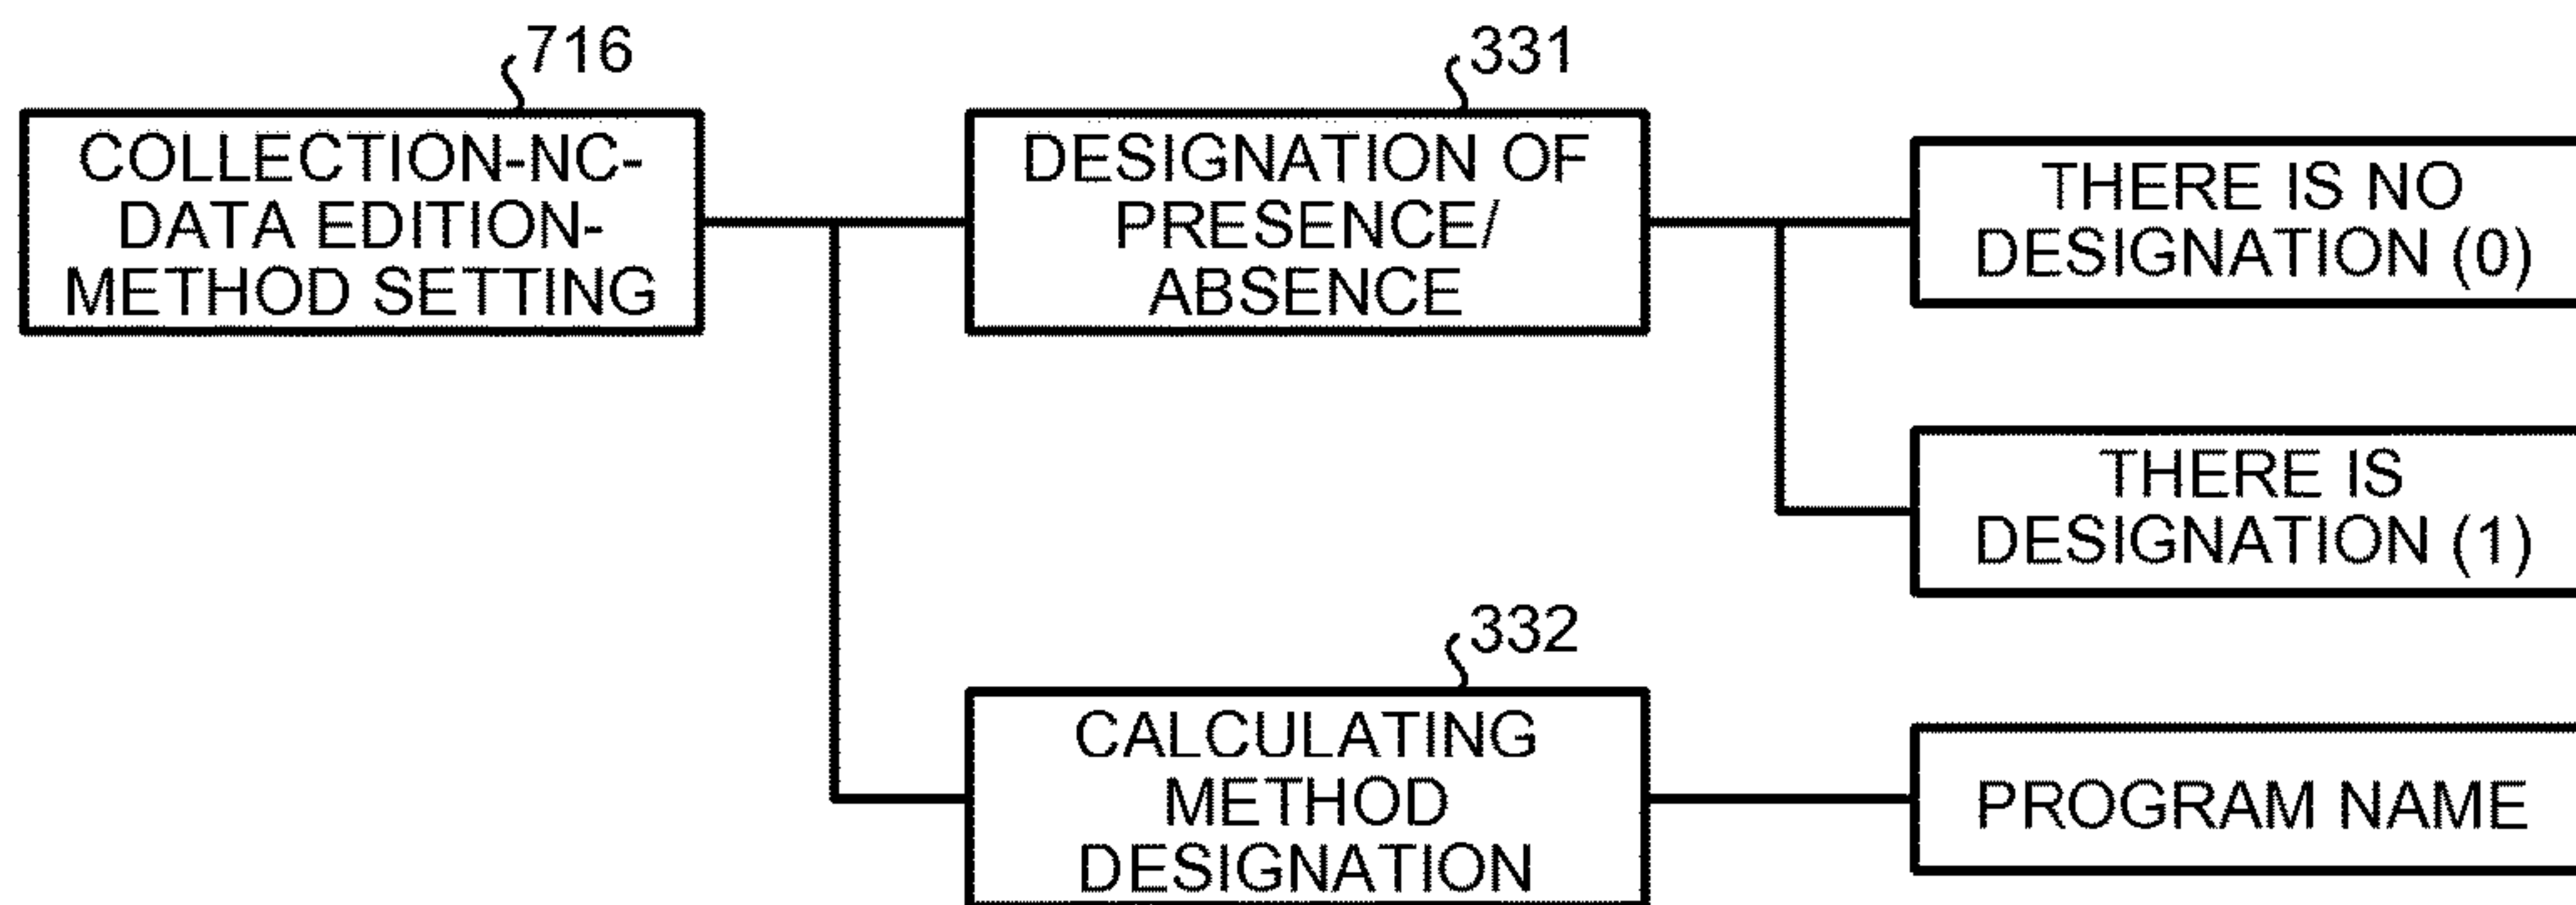 716
COLLECTION-NC-
DATA EDITION-
METHOD SETTING
331
DESIGNATION OF
PRESENCE/
ABSENCE
THERE IS NO
DESIGNATION (0)
THERE IS
DESIGNATION (1)
332
CALCULATING
METHOD
DESIGNATION
PROGRAM NAME